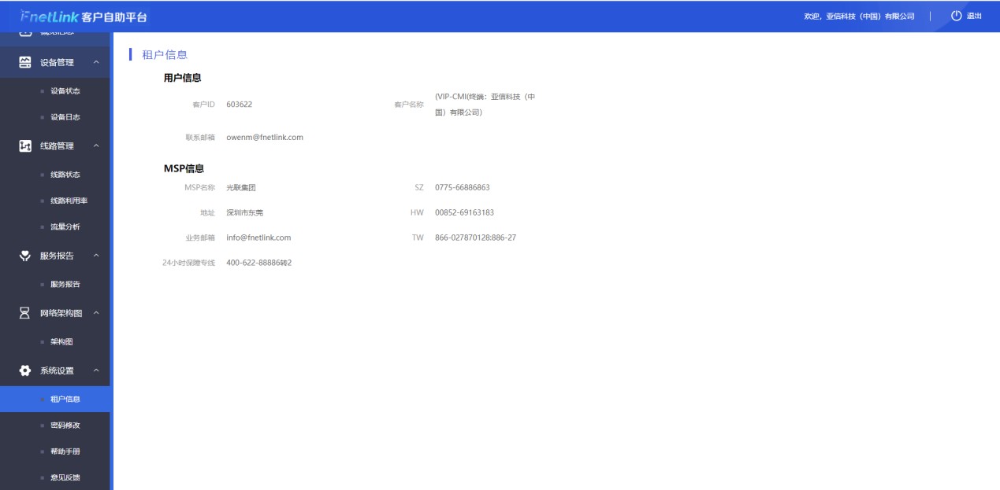 FnetLink 客户自助平台
欢迎，亚信科技（中国）有限公司
退出
设备管理
设备状态
设备日志
线路管理
线路状态
线路利用率
流量分析
服务报告
服务报告
网络架构图
架构图
系统设置
租户信息
密码修改
帮助手册
意见反馈
租户信息
用户信息
客户ID 603622
客户名称 (VIP-CMI(终端：亚信科技（中
国）有限公司)
联系邮箱 owenm@fnetlink.com
MSP信息
MSP名称 光联集团 SZ 0775-66886863
地址 深圳市东莞 HW 00852-69163183
业务邮箱 info@fnetlink.com TW 866-027870128:886-27
24小时保障专线 400-622-88886转2